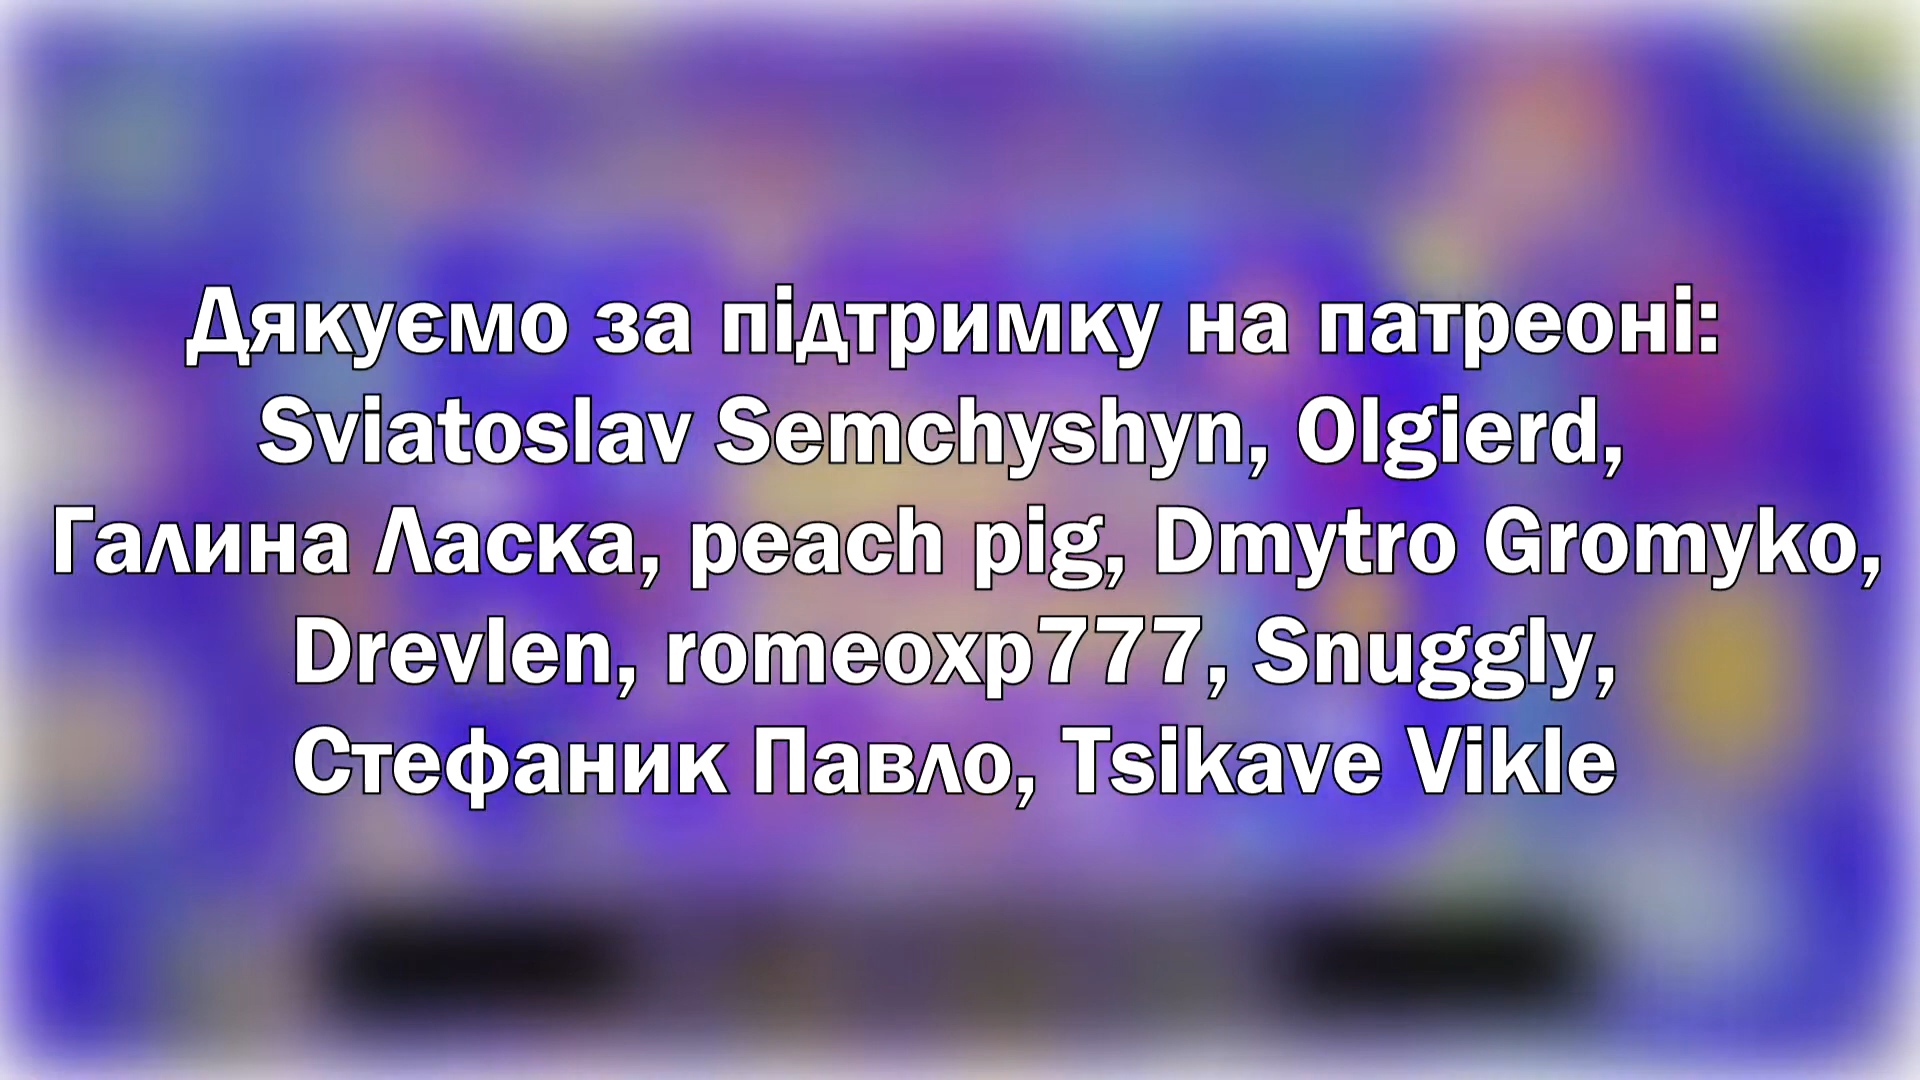 Дякуємо за підтримку на патреоні:
Sviatoslav Semchyshyn, Olgierd,
Галина Ласка, peach pig, Dmytro Gromyko,
Drevlen, romeoxp777, Snuggly,
Стефаник Павло, Tsikave Vikle